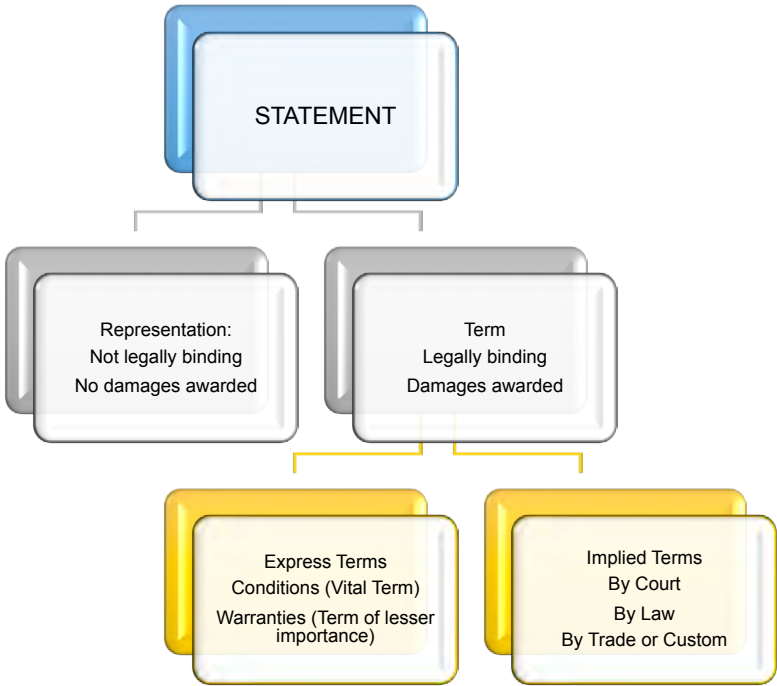 STATEMENT
Representation:
Not legally binding
No damages awarded
Term
Legally binding
Damages awarded
Express Terms
Conditions (Vital Term)
Warranties (Term of lesser
importance)
Implied Terms
By Court
By Law
By Trade or Custom